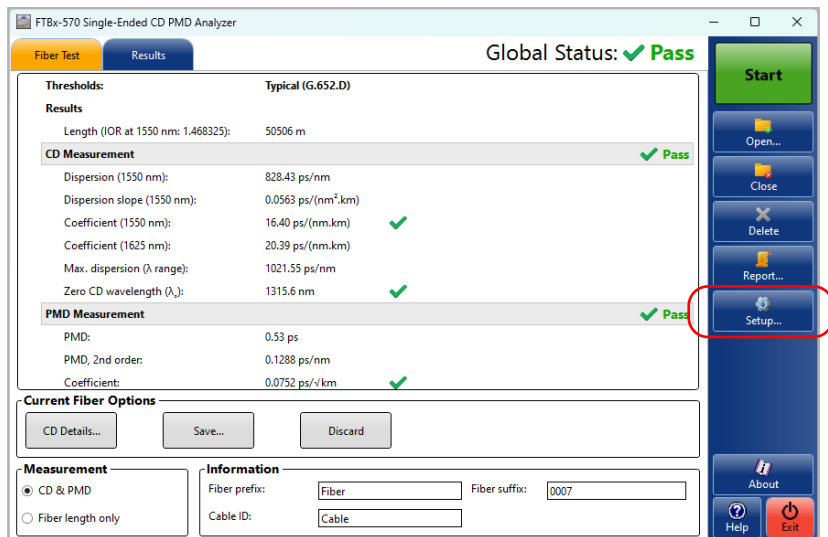 FTBx-570 Single-Ended CD PMD Analyzer
Fiber Test
Results
Global Status: Pass
Thresholds: Typical (G.652.D)
Results
Length (IOR at 1550 nm: 1.468325): 50506 m
CD Measurement Pass
Dispersion (1550 nm): 828.43 ps/nm
Dispersion slope (1550 nm): 0.0563 ps/(nm².km)
Coefficient (1550 nm): 16.40 ps/(nm.km)
Coefficient (1625 nm): 20.39 ps/(nm.km)
Max. dispersion (λ range): 1021.55 ps/nm
Zero CD wavelength (λ₀): 1315.6 nm
PMD Measurement Pass
PMD: 0.53 ps
PMD, 2nd order: 0.1288 ps/nm
Coefficient: 0.0752 ps/√km
Current Fiber Options
CD Details...
Save...
Discard
Measurement
CD & PMD
Fiber length only
Information
Fiber prefix: Fiber
Fiber suffix: 0007
Cable ID: Cable
Start
Open...
Close
Delete
Report...
Setup...
About
Help
Exit